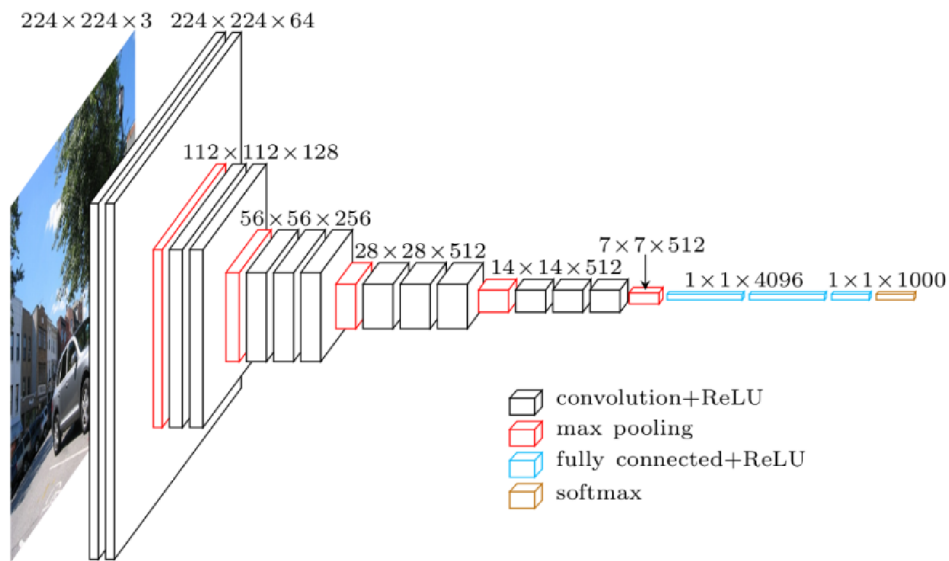 224×224×3
224×224×64
112×112×128
56×56×256
28×28×512
14×14×512
7×7×512
1×1×4096
1×1×1000
convolution+ReLU
max pooling
fully connected+ReLU
softmax